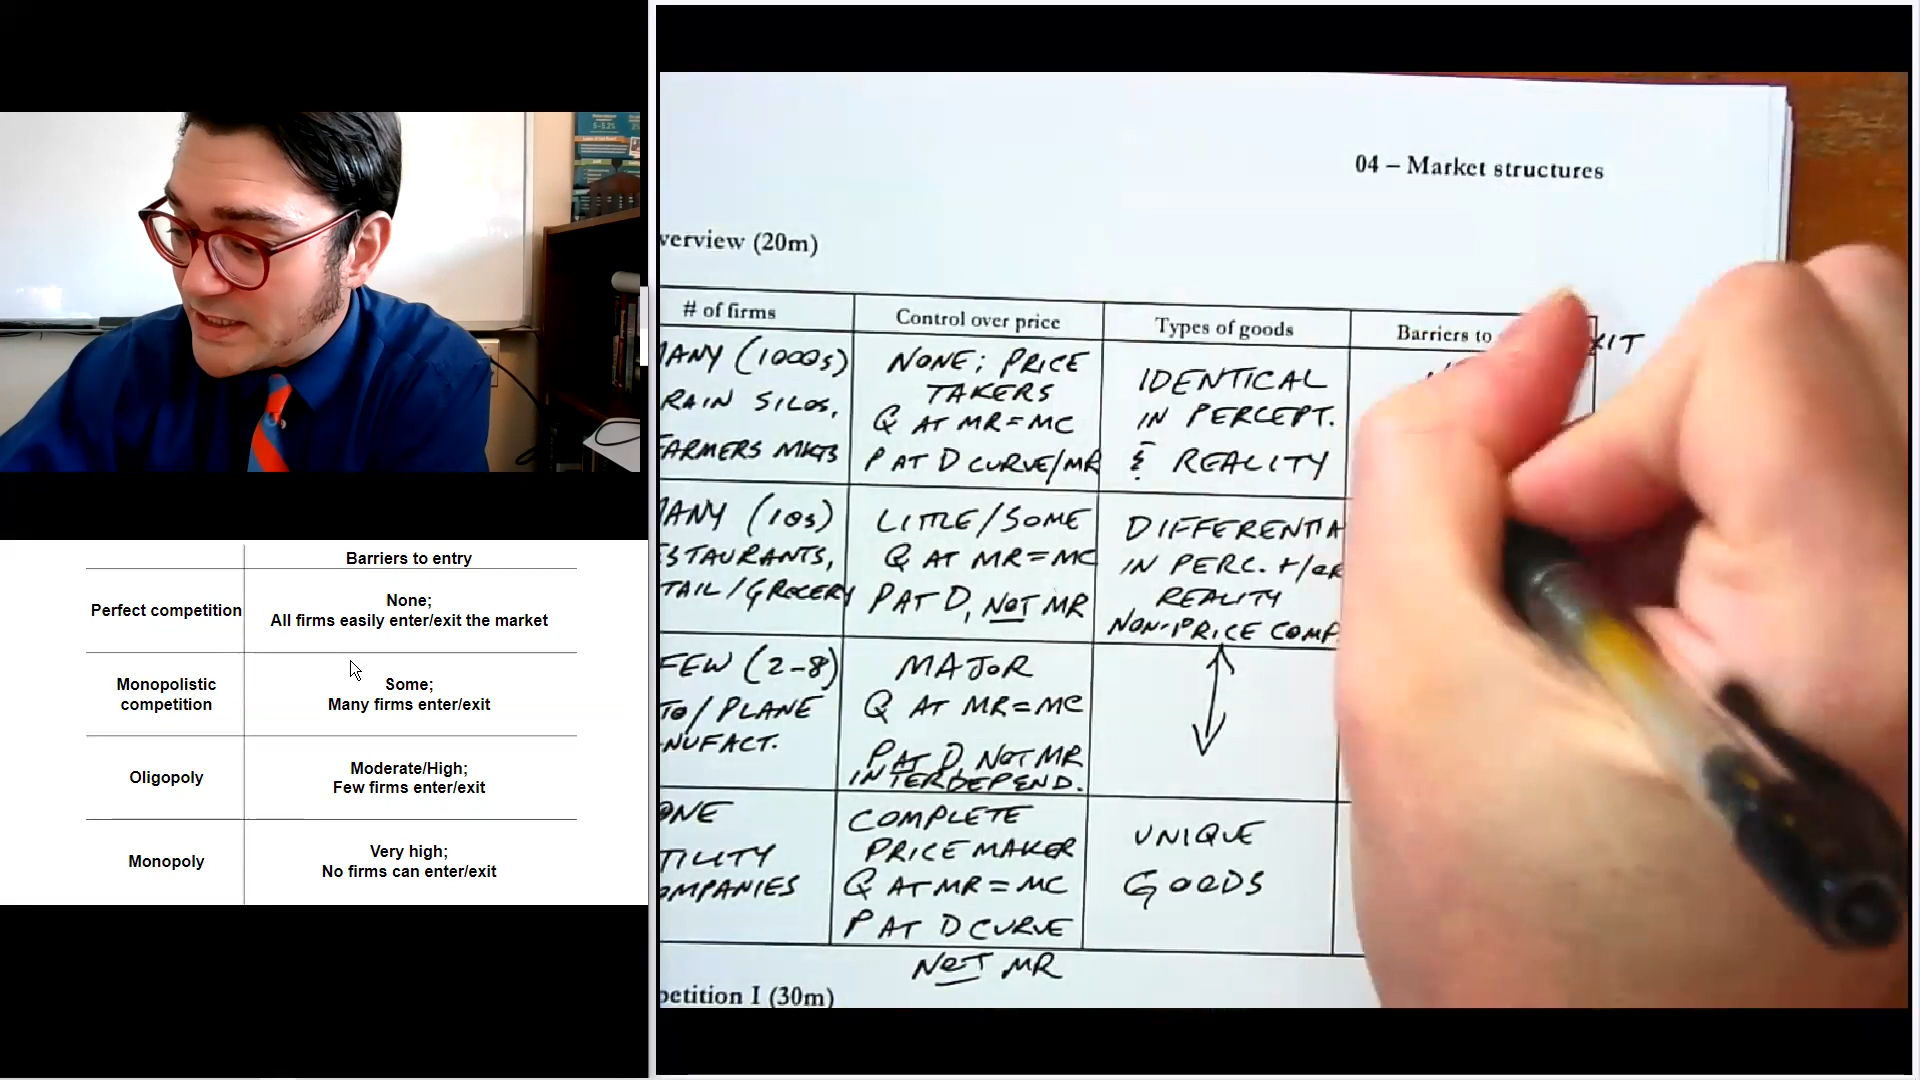 Barriers to entry
Perfect competition
None;
All firms easily enter/exit the market
Monopolistic
competition
Some;
Many firms enter/exit
Oligopoly
Moderate/High;
Few firms enter/exit
Monopoly
Very high;
No firms can enter/exit
04 – Market structures
verview (20m)
# of firms
Control over price
Types of goods
Barriers to
XIT
ANY (1000s)
RAIN SILOS,
ARMERS MKTS
NONE; PRICE
TAKERS
Q AT MR=MC
P AT D CURVE/MR
IDENTICAL
IN PERCEPT.
& REALITY
ANY (10s)
STAURANTS,
TAIL/GROCERY
LITTLE/SOME
Q AT MR=MC
P AT D, NOT MR
DIFFERENTIA
IN PERC. +/OR
REALITY
NON-PRICE COMP.
FEW (2-8)
TO/PLANE
NUFACT.
MAJOR
Q AT MR=MC
P AT D, NOT MR
INTERDEPEND.
ONE
TILITY
OMPANIES
COMPLETE
PRICE MAKER
Q AT MR=MC
P AT D CURVE
NOT MR
UNIQUE
GOODS
petition I (30m)